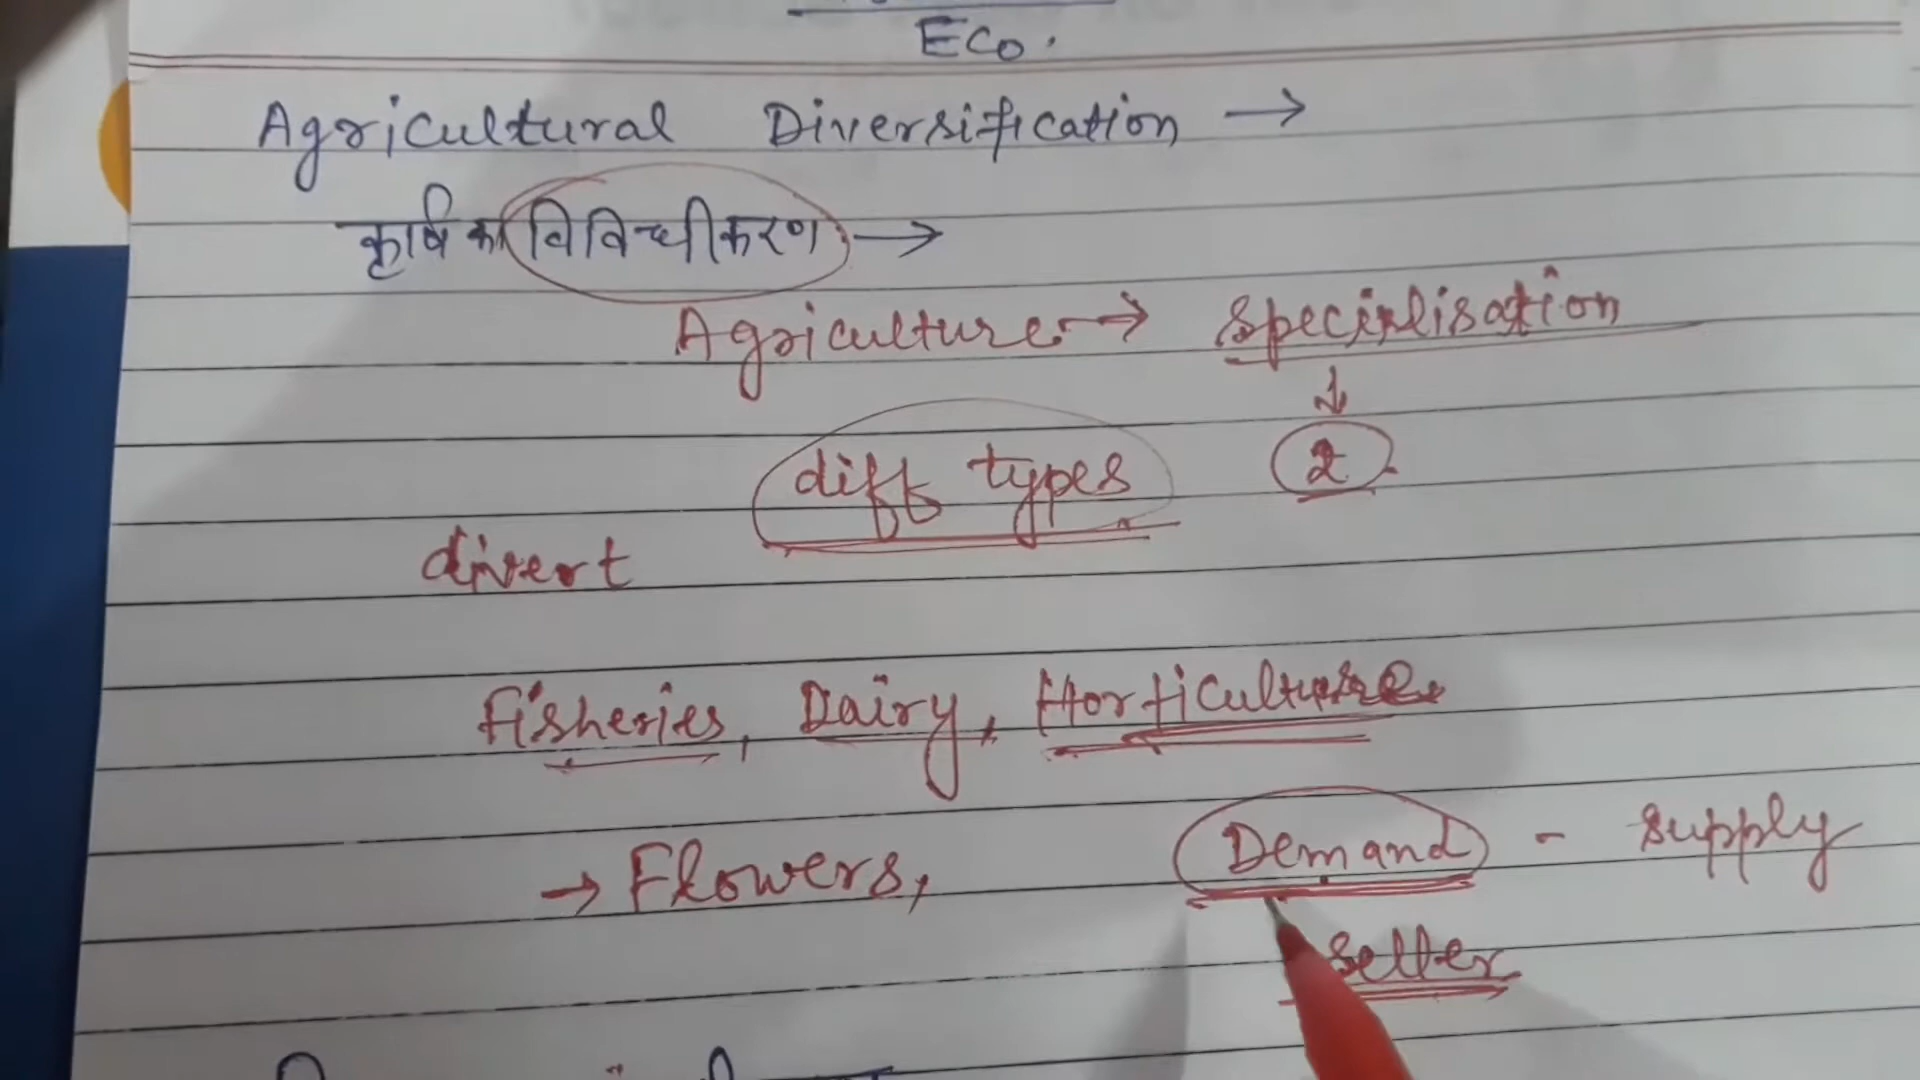 Eco.
Agricultural Diversification →
कृषि का विविधीकरण →
Agriculture → Specialisation
↓
diff types 2
divert
Fisheries, Dairy, Horticulture
→ Flowers, Demand - Supply
Seller